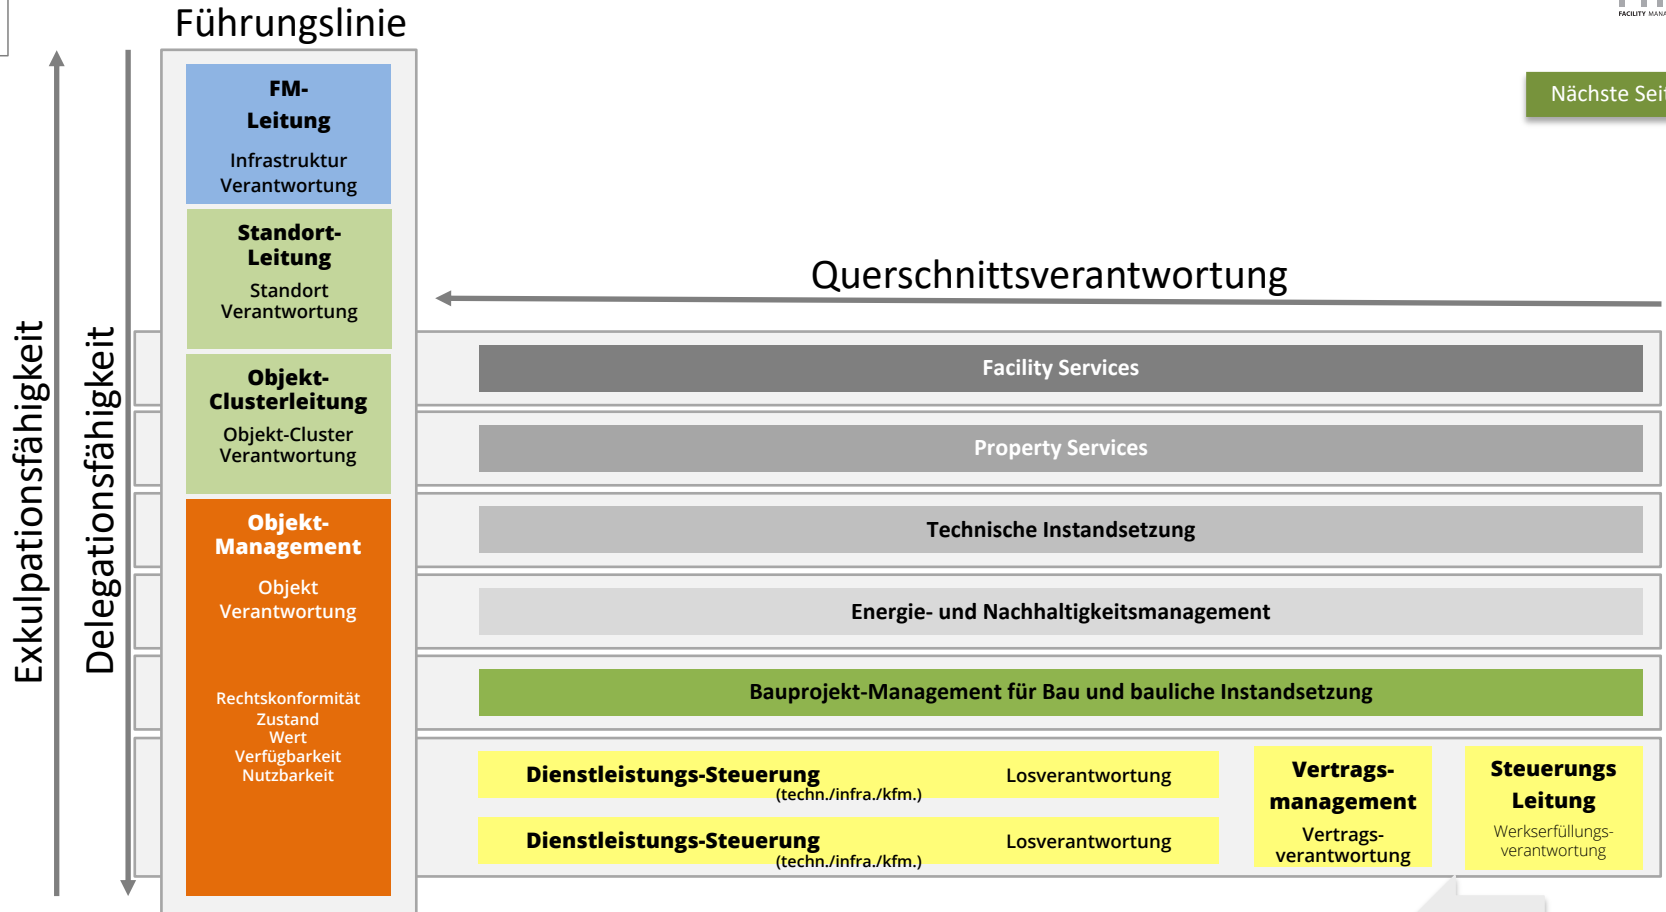 Führungslinie
FACILITY
Nächste
FM-
Leitung
Infrastruktur
Verantwortung
Standort-
Leitung
Standort
Verantwortung
Querschnittsverantwortung
Exkulpationsfähigkeit
Delegationsfähigkeit
Objekt-
Clusterleitung
Objekt-Cluster
Verantwortung
Facility Services
Property Services
Objekt-
Management
Objekt
Verantwortung
Technische Instandsetzung
Energie- und Nachhaltigkeitsmanagement
Rechtskonformität
Zustand
Wert
Verfügbarkeit
Nutzbarkeit
Bauprojekt-Management für Bau und bauliche Instandsetzung
Dienstleistungs-Steuerung Losverantwortung
(techn./infra./kfm.)
Dienstleistungs-Steuerung Losverantwortung
(techn./infra./kfm.)
Vertrags-
management
Vertrags-
verantwortung
Steuerungs
Leitung
Werkserfüllungs-
verantwortung